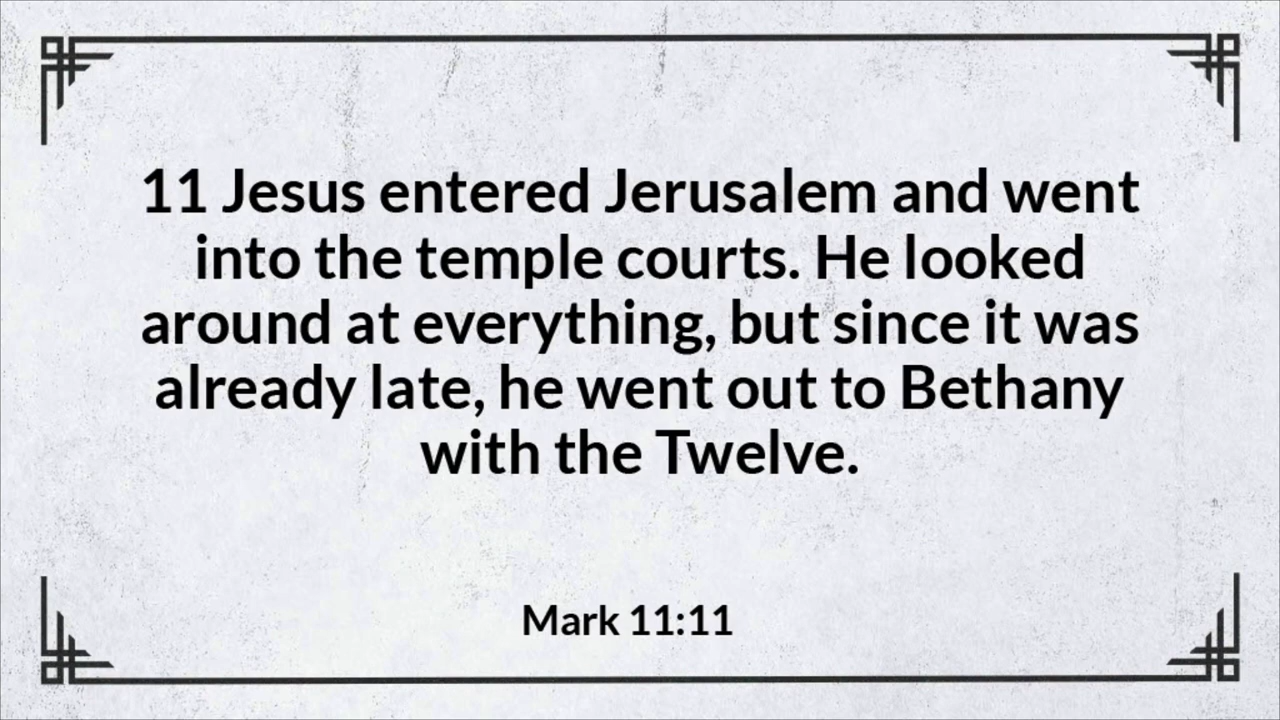 11 Jesus entered Jerusalem and went
into the temple courts. He looked
around at everything, but since it was
already late, he went out to Bethany
with the Twelve.
Mark 11:11